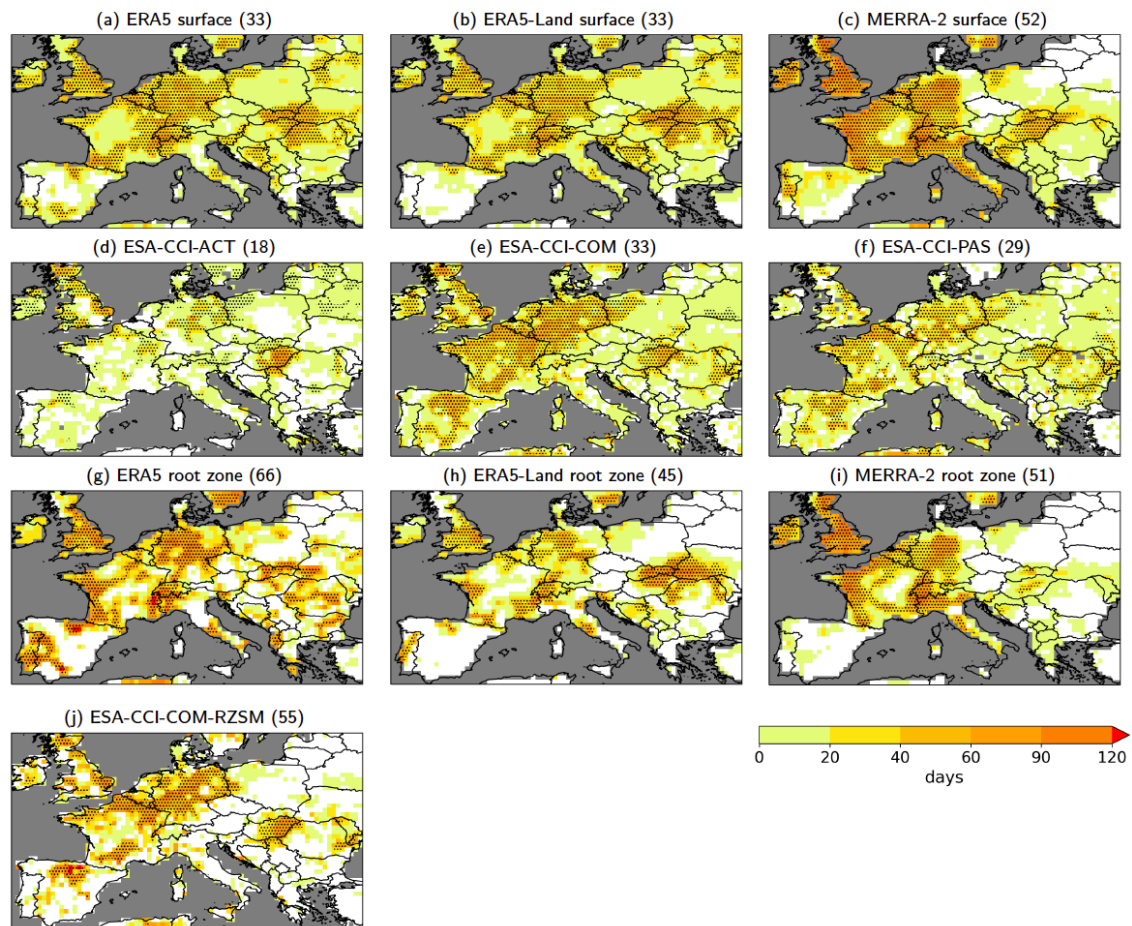 (a) ERA5 surface (33)
(b) ERA5-Land surface (33)
(c) MERRA-2 surface (52)
(d) ESA-CCI-ACT (18)
(e) ESA-CCI-COM (33)
(f) ESA-CCI-PAS (29)
(g) ERA5 root zone (66)
(h) ERA5-Land root zone (45)
(i) MERRA-2 root zone (51)
(j) ESA-CCI-COM-RZSM (55)
0 20 40 60 90 120
days